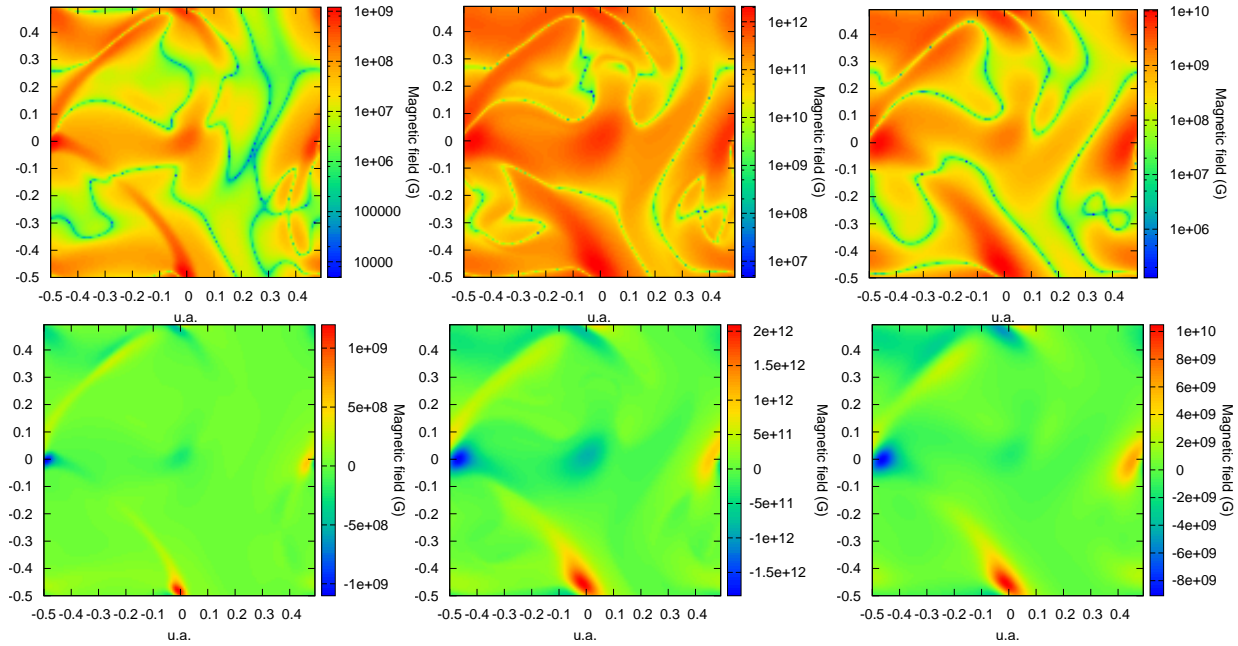 0.4
0.3
0.2
0.1
0
-0.1
-0.2
-0.3
-0.4
-0.5
-0.5 -0.4 -0.3 -0.2 -0.1 0 0.1 0.2 0.3 0.4
u.a.
1e+09
1e+08
1e+07
1e+06
100000
10000
Magnetic field (G)
0.4
0.3
0.2
0.1
0
-0.1
-0.2
-0.3
-0.4
-0.5
-0.5 -0.4 -0.3 -0.2 -0.1 0 0.1 0.2 0.3 0.4
u.a.
1e+12
1e+11
1e+10
1e+09
1e+08
1e+07
Magnetic field (G)
0.4
0.3
0.2
0.1
0
-0.1
-0.2
-0.3
-0.4
-0.5
-0.5 -0.4 -0.3 -0.2 -0.1 0 0.1 0.2 0.3 0.4
u.a.
1e+10
1e+09
1e+08
1e+07
1e+06
Magnetic field (G)
0.4
0.3
0.2
0.1
0
-0.1
-0.2
-0.3
-0.4
-0.5
-0.5 -0.4 -0.3 -0.2 -0.1 0 0.1 0.2 0.3 0.4
u.a.
1e+09
5e+08
0
-5e+08
-1e+09
Magnetic field (G)
0.4
0.3
0.2
0.1
0
-0.1
-0.2
-0.3
-0.4
-0.5
-0.5 -0.4 -0.3 -0.2 -0.1 0 0.1 0.2 0.3 0.4
u.a.
2e+12
1.5e+12
1e+12
5e+11
0
-5e+11
-1e+12
-1.5e+12
Magnetic field (G)
0.4
0.3
0.2
0.1
0
-0.1
-0.2
-0.3
-0.4
-0.5
-0.5 -0.4 -0.3 -0.2 -0.1 0 0.1 0.2 0.3 0.4
u.a.
1e+10
8e+09
6e+09
4e+09
2e+09
0
-2e+09
-4e+09
-6e+09
-8e+09
Magnetic field (G)